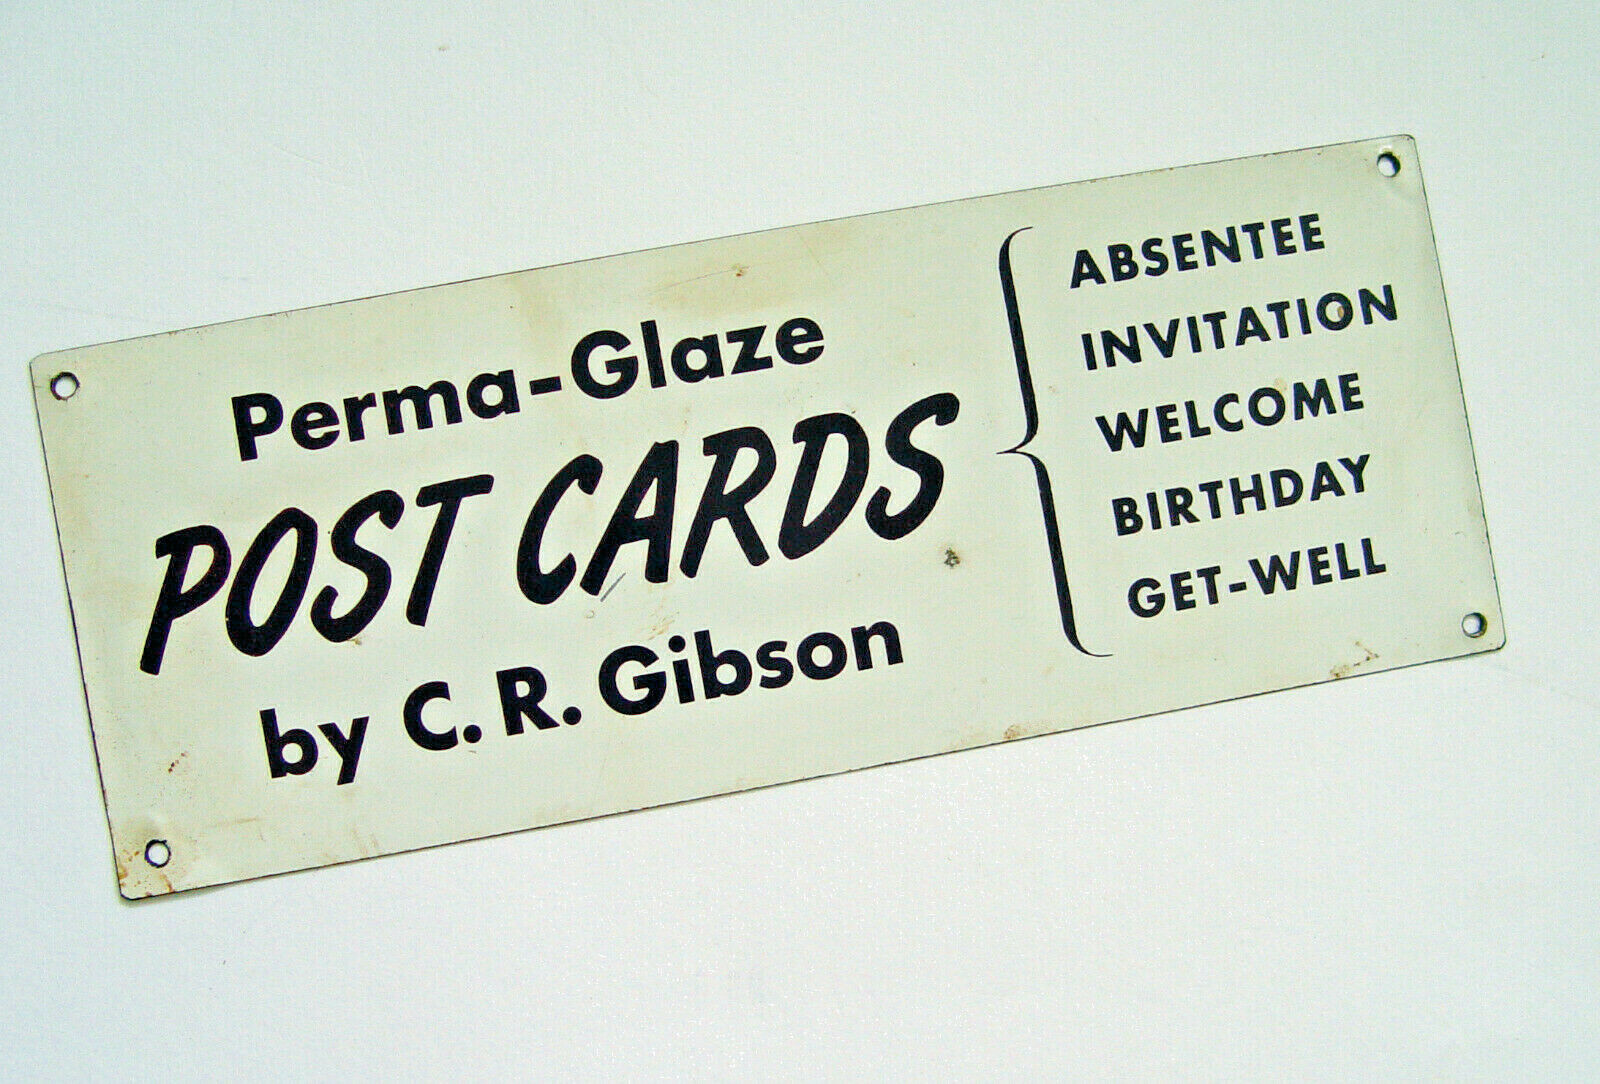 Perma-Glaze
POST CARDS
by C. R. Gibson
ABSENTEE
INVITATION
WELCOME
BIRTHDAY
GET-WELL